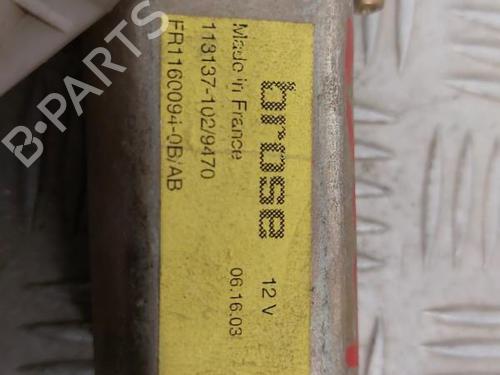 brose 12 V
Made in France 06.16.03
113137-102/9470
FR1160094-0B/AB
B-PARTS